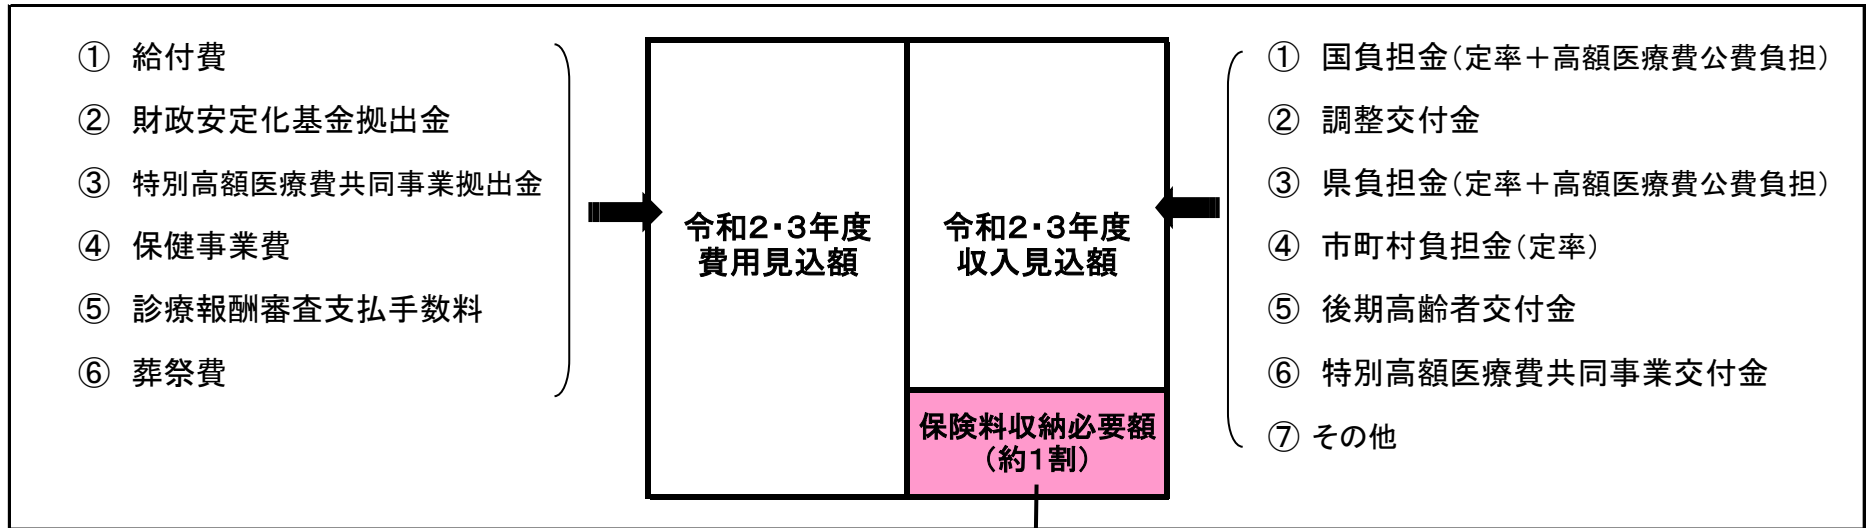 ① 給付費
② 財政安定化基金拠出金
③ 特別高額医療費共同事業拠出金
④ 保健事業費
⑤ 診療報酬審査支払手数料
⑥ 葬祭費
令和2・3年度
費用見込額
令和2・3年度
収入見込額
保険料収納必要額
(約1割)
① 国負担金(定率+高額医療費公費負担)
② 調整交付金
③ 県負担金(定率+高額医療費公費負担)
④ 市町村負担金(定率)
⑤ 後期高齢者交付金
⑥ 特別高額医療費共同事業交付金
⑦ その他